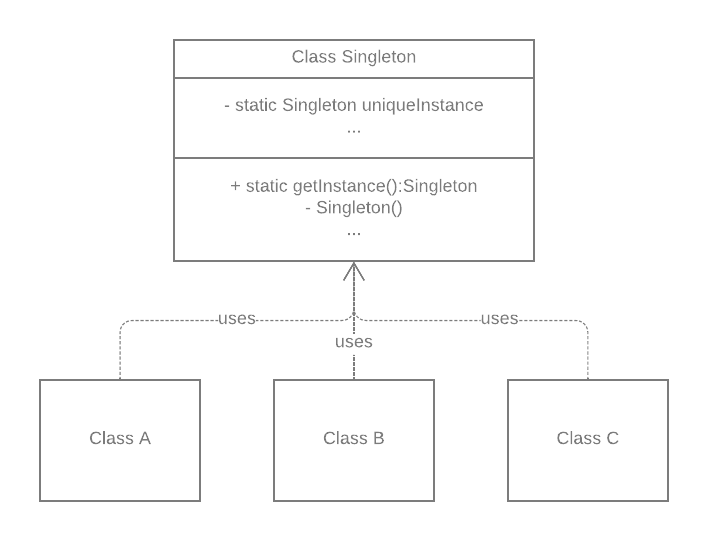 Class Singleton
- static Singleton uniqueInstance
...
+ static getInstance():Singleton
- Singleton()
...
uses
uses
uses
Class A
Class B
Class C